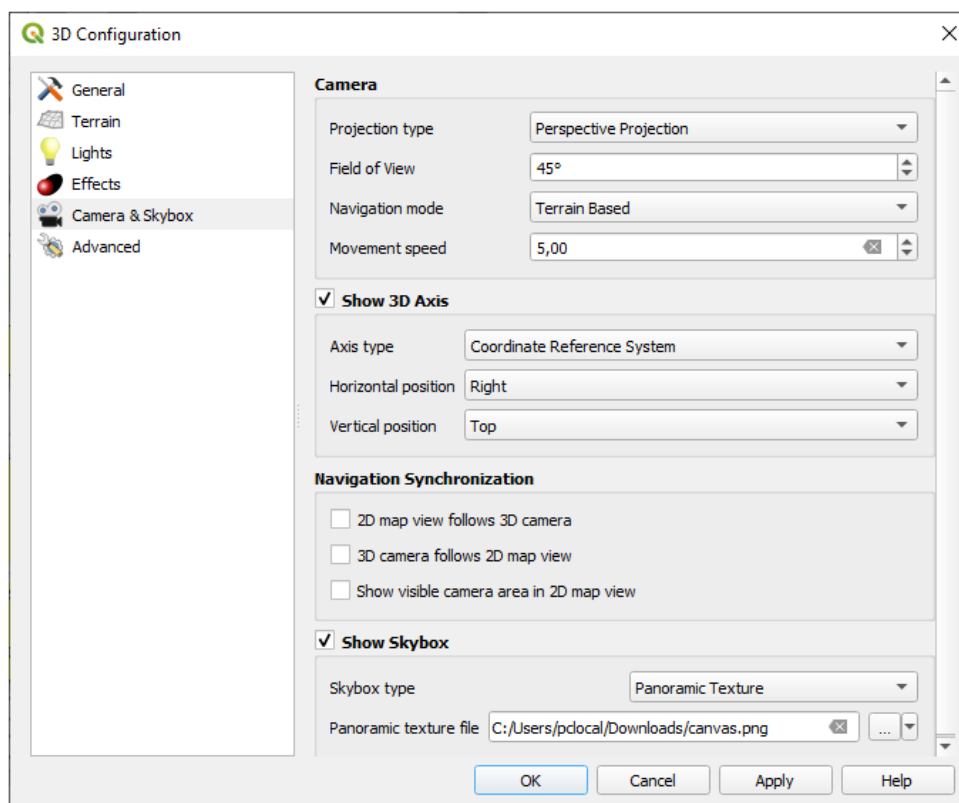 3D Configuration
General
Terrain
Lights
Effects
Camera & Skybox
Advanced
Camera
Projection type Perspective Projection
Field of View 45°
Navigation mode Terrain Based
Movement speed 5,00
Show 3D Axis
Axis type Coordinate Reference System
Horizontal position Right
Vertical position Top
Navigation Synchronization
2D map view follows 3D camera
3D camera follows 2D map view
Show visible camera area in 2D map view
Show Skybox
Skybox type Panoramic Texture
Panoramic texture file C:/Users/pclocal/Downloads/canvas.png ...
OK Cancel Apply Help